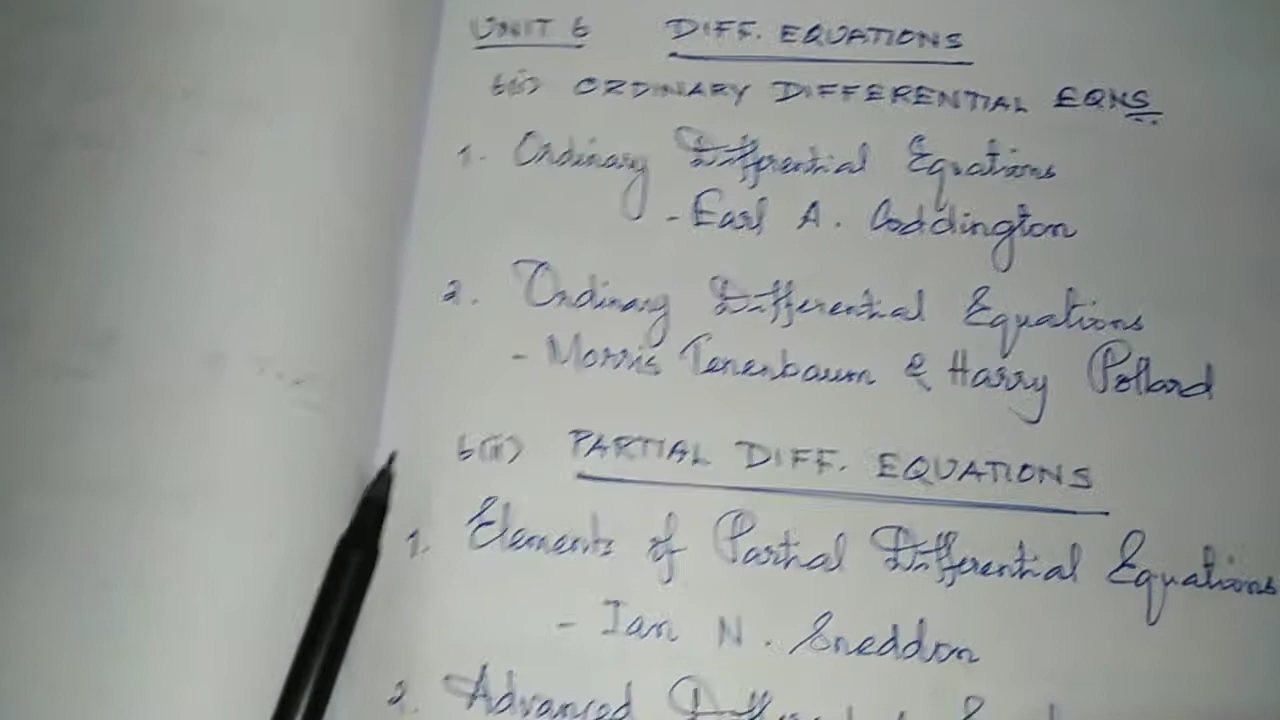 UNIT 6 DIFF. EQUATIONS
6(i) ORDINARY DIFFERENTIAL EQNS
1. Ordinary Differential Equations
- Earl A. Coddington
2. Ordinary Differential Equations
- Morris Tenenbaum & Harry Pollard
6(ii) PARTIAL DIFF. EQUATIONS
1. Elements of Partial Differential Equations
- Ian N. Sneddon
2. Advanced